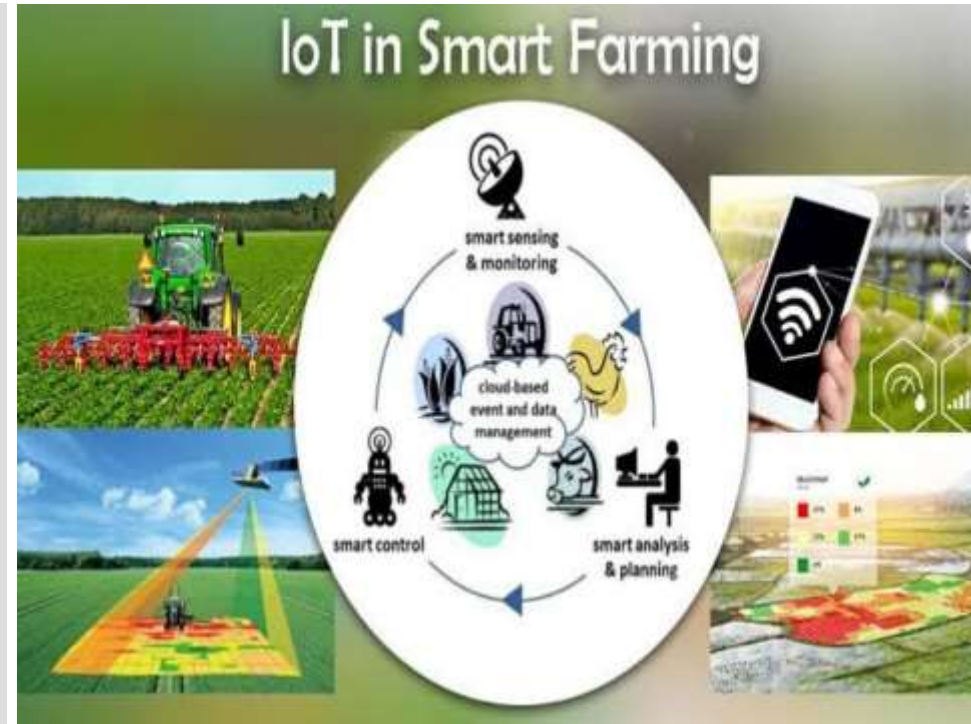 IoT in Smart Farming
smart sensing
& monitoring
cloud-based
event and data
management
smart control
smart analysis
& planning